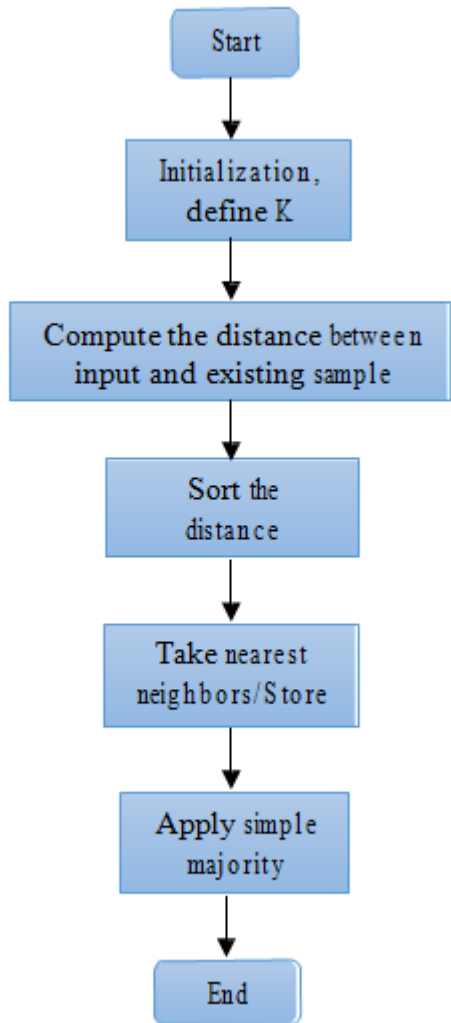 Start
Initialization,
define K
Compute the distance between
input and existing sample
Sort the
distance
Take nearest
neighbors/Store
Apply simple
majority
End